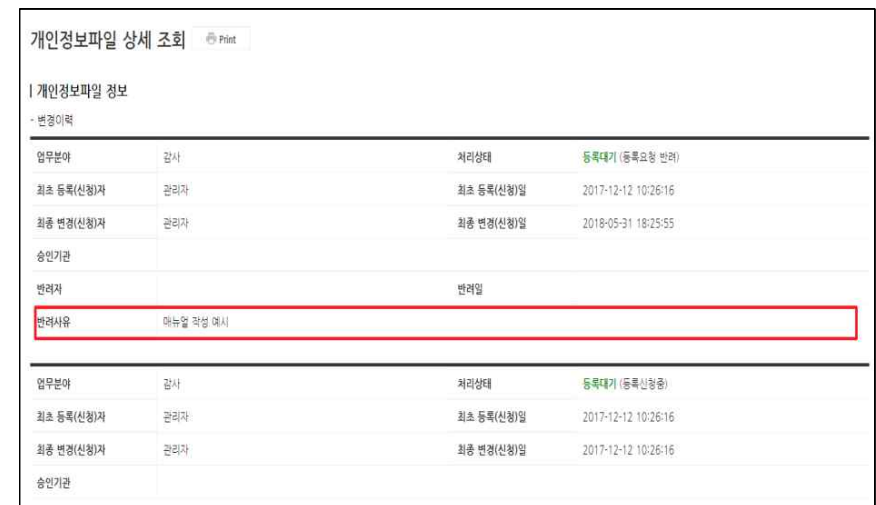 개인정보파일 상세 조회 Print
개인정보파일 정보
- 변경이력
업무분야 감사 처리상태 등록대기 (등록요청 반려)
최초 등록(신청)자 관리자 최초 등록(신청)일 2017-12-12 10:26:16
최종 변경(신청)자 관리자 최종 변경(신청)일 2018-05-31 18:25:55
승인기관
반려자 반려일
반려사유 매뉴얼 작성 예시
업무분야 감사 처리상태 등록대기 (등록신청중)
최초 등록(신청)자 관리자 최초 등록(신청)일 2017-12-12 10:26:16
최종 변경(신청)자 관리자 최종 변경(신청)일 2017-12-12 10:26:16
승인기관